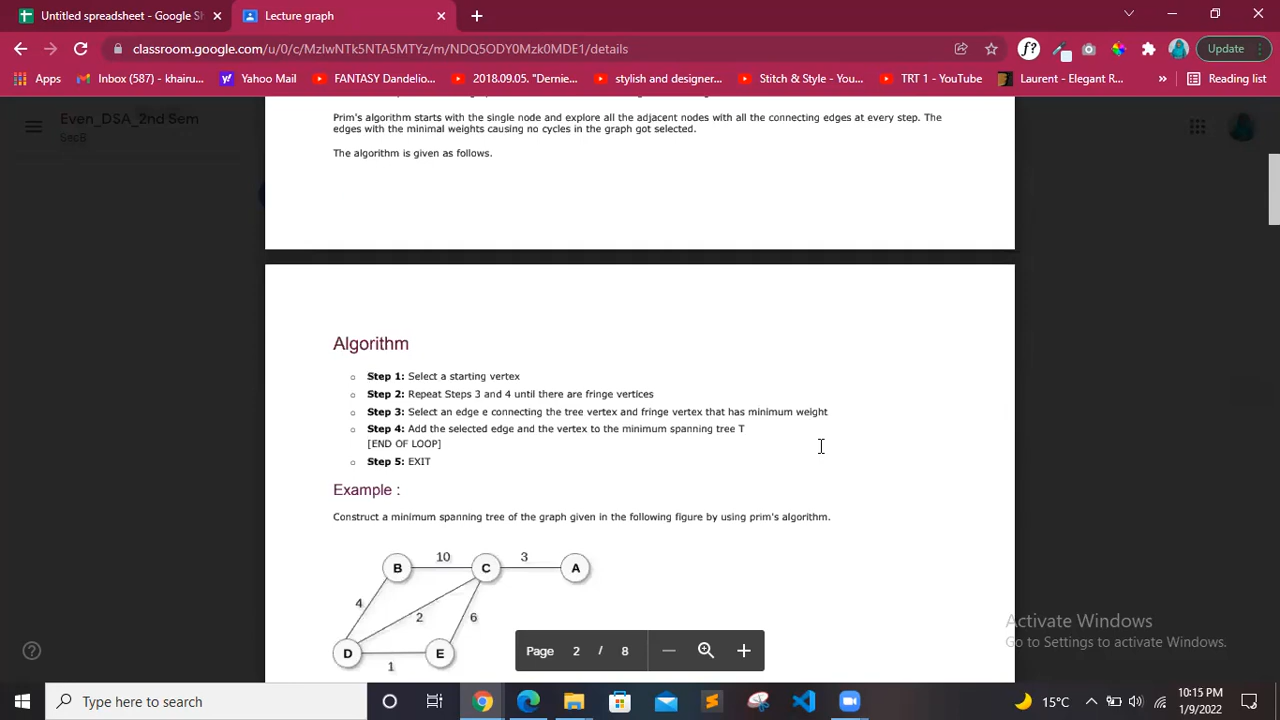 Untitled spreadsheet - Google Sh
Lecture graph
classroom.google.com/u/0/c/MzIwNTk5NTA5MTYz/m/NDQ5ODY0Mzk0MDE1/details
Update
Apps
Inbox (587) - khairu...
Yahoo Mail
FANTASY Dandelio...
2018.09.05. "Dernie...
stylish and designer...
Stitch & Style - You...
TRT 1 - YouTube
Laurent - Elegant R...
»
Reading list
Even_DSA_2nd Sem
Prim's algorithm starts with the single node and explore all the adjacent nodes with all the connecting edges at every step. The
edges with the minimal weights causing no cycles in the graph got selected.
The algorithm is given as follows.
Algorithm
Step 1: Select a starting vertex
Step 2: Repeat Steps 3 and 4 until there are fringe vertices
Step 3: Select an edge e connecting the tree vertex and fringe vertex that has minimum weight
Step 4: Add the selected edge and the vertex to the minimum spanning tree T
[END OF LOOP]
Step 5: EXIT
Example :
Construct a minimum spanning tree of the graph given in the following figure by using prim's algorithm.
10 3
B C A
4 2 6
D E
1
Page 2 / 8
Activate Windows
Go to Settings to activate Windows.
Type here to search
15°C
10:15 PM
1/9/2022